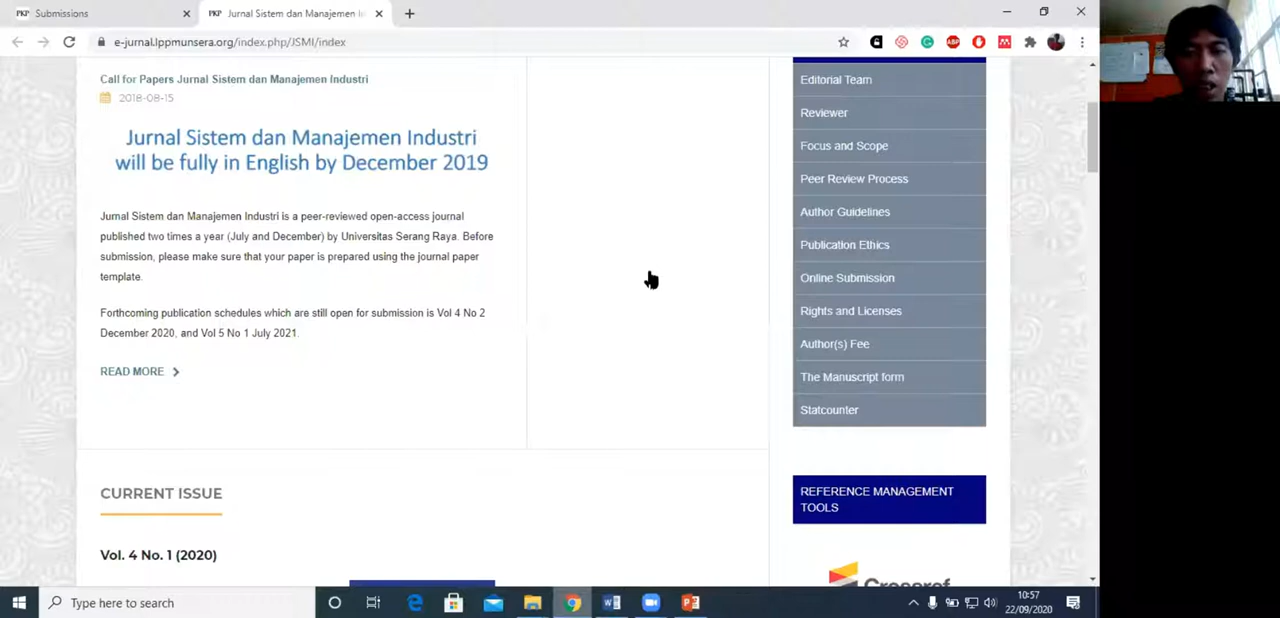 PKP Submissions
PKP Jurnal Sistem dan Manajemen In
e-jurnal.lppmunsera.org/index.php/JSMI/index
ABP
Call for Papers Jurnal Sistem dan Manajemen Industri
2018-08-15
Jurnal Sistem dan Manajemen Industri
will be fully in English by December 2019
Jurnal Sistem dan Manajemen Industri is a peer-reviewed open-access journal
published two times a year (July and December) by Universitas Serang Raya. Before
submission, please make sure that your paper is prepared using the journal paper
template.
Forthcoming publication schedules which are still open for submission is Vol 4 No 2
December 2020, and Vol 5 No 1 July 2021.
READ MORE
CURRENT ISSUE
Vol. 4 No. 1 (2020)
Editorial Team
Reviewer
Focus and Scope
Peer Review Process
Author Guidelines
Publication Ethics
Online Submission
Rights and Licenses
Author(s) Fee
The Manuscript form
Statcounter
REFERENCE MANAGEMENT
TOOLS
Crossref
Type here to search
10:57
22/09/2020